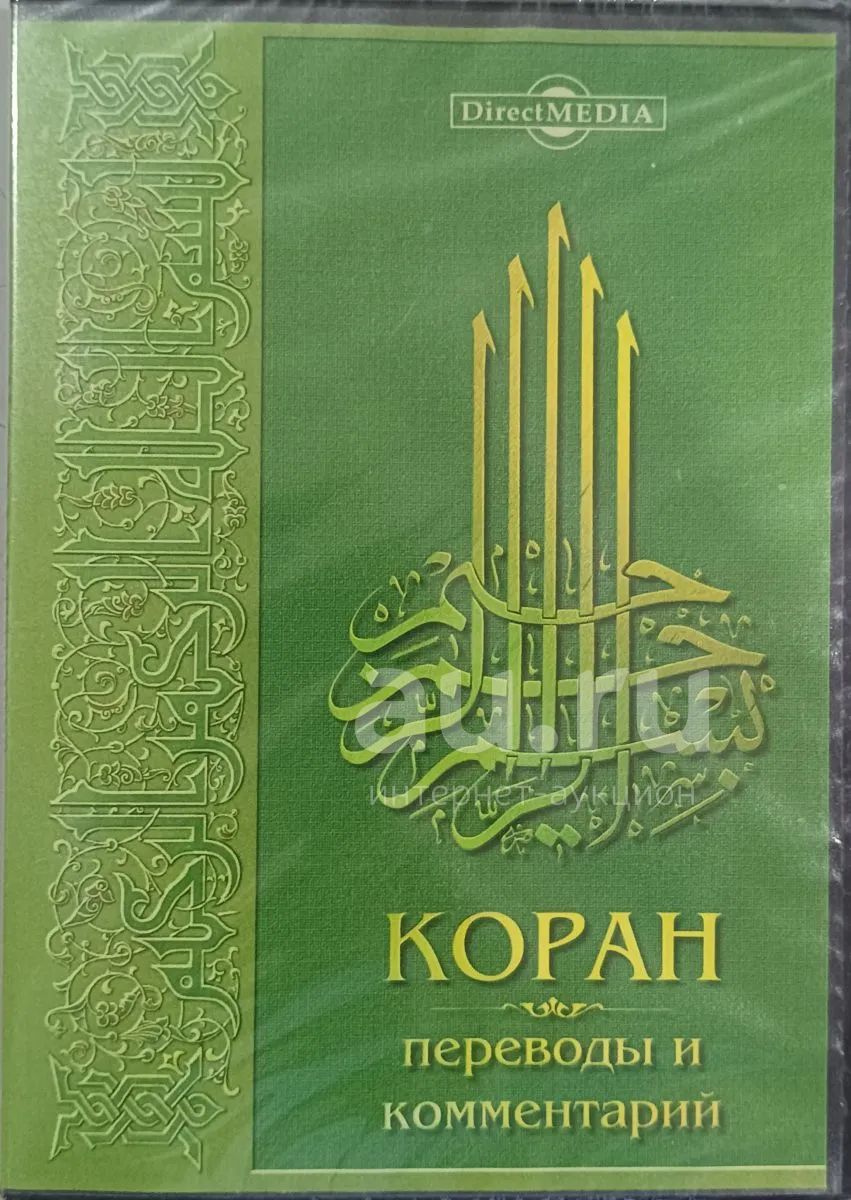 DirectMEDIA
بسم الله الرحمن الرحيم
au.ru
интернет-аукцион
КОРАН
переводы и
комментарий